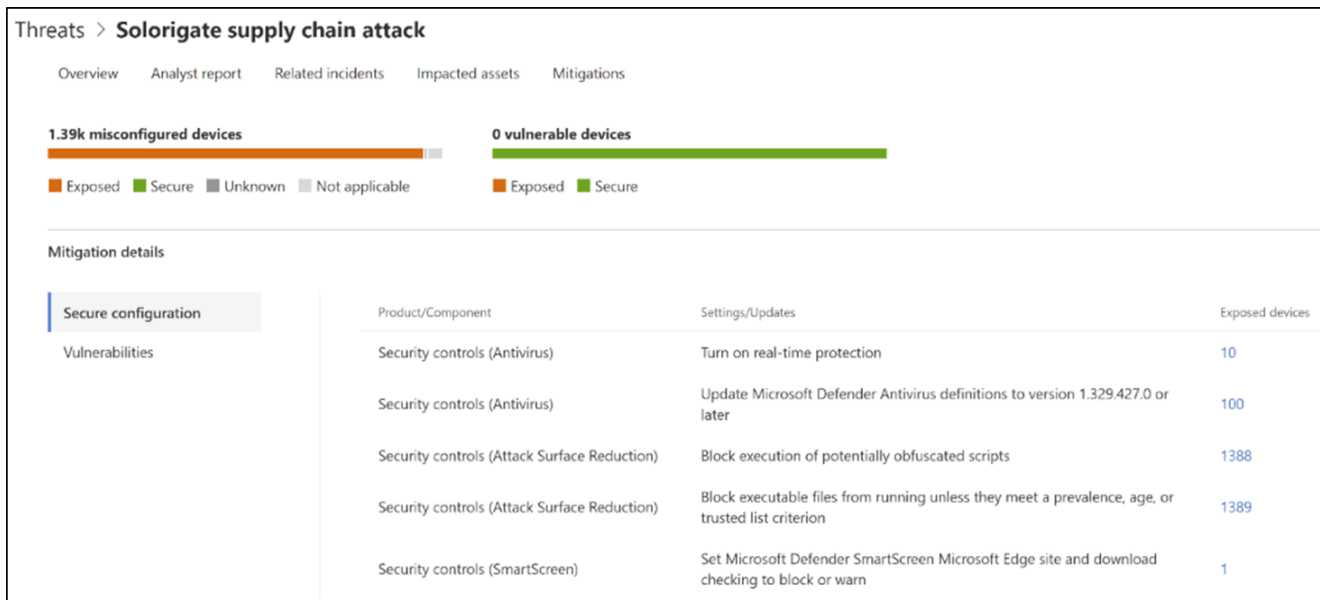 Threats > Solorigate supply chain attack
Overview Analyst report Related incidents Impacted assets Mitigations
1.39k misconfigured devices
Exposed Secure Unknown Not applicable
0 vulnerable devices
Exposed Secure
Mitigation details
Secure configuration
Vulnerabilities
Product/Component Settings/Updates Exposed devices
Security controls (Antivirus) Turn on real-time protection 10
Security controls (Antivirus) Update Microsoft Defender Antivirus definitions to version 1.329.427.0 or
later 100
Security controls (Attack Surface Reduction) Block execution of potentially obfuscated scripts 1388
Security controls (Attack Surface Reduction) Block executable files from running unless they meet a prevalence, age, or
trusted list criterion 1389
Security controls (SmartScreen) Set Microsoft Defender SmartScreen Microsoft Edge site and download
checking to block or warn 1